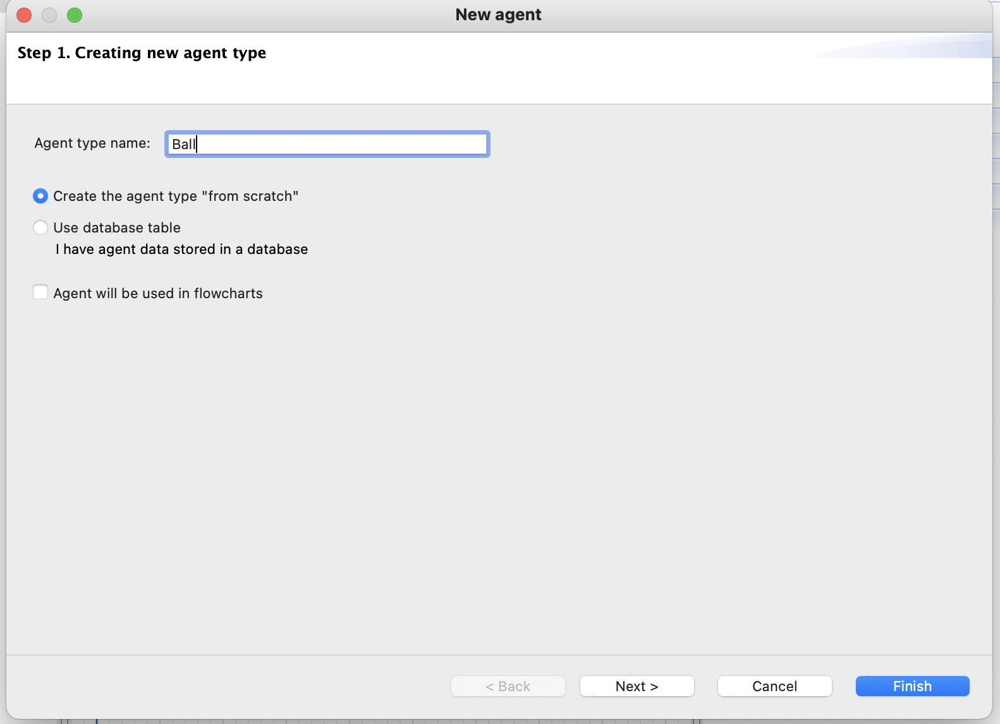 New agent
Step 1. Creating new agent type
Agent type name: Ball
Create the agent type "from scratch"
Use database table
I have agent data stored in a database
Agent will be used in flowcharts
< Back Next > Cancel Finish